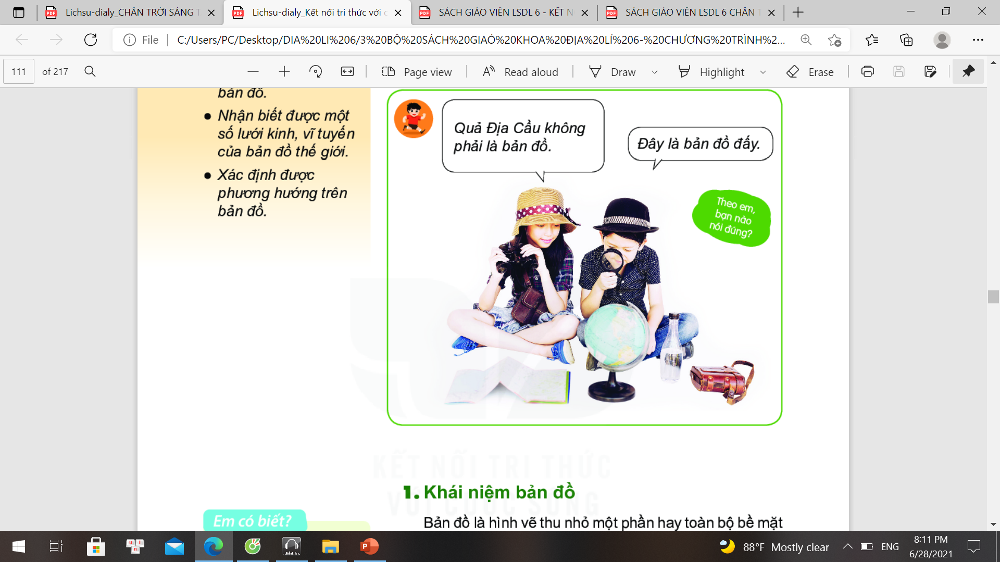 Lichsu-dialy_CHÂN TRỜI SÁNG T
Lichsu-dialy_Kết nối tri thức với c
SÁCH GIÁO VIÊN LSDL 6 - KẾT N
SÁCH GIÁO VIÊN LSDL 6 CHÂN T
File
C:/Users/PC/Desktop/DIA%20LI%206/3%20BỘ%20SÁCH%20GIAÓ%20KHOA%20ĐỊA%20LÍ%206-%20CHƯƠNG%20TRÌNH%2...
111 of 217
Page view
Read aloud
Draw
Highlight
Erase
bản đồ.
● Nhận biết được một
số lưới kinh, vĩ tuyến
của bản đồ thế giới.
● Xác định được
phương hướng trên
bản đồ.
Quả Địa Cầu không
phải là bản đồ.
Đây là bản đồ đấy.
Theo em,
bạn nào
nói đúng?
KẾT NỐI TRI THỨC
VỚI CUỘC SỐNG
1. Khái niệm bản đồ
Em có biết?
Bản đồ là hình vẽ thu nhỏ một phần hay toàn bộ bề mặt
88°F Mostly clear
ENG
8:11 PM
6/28/2021